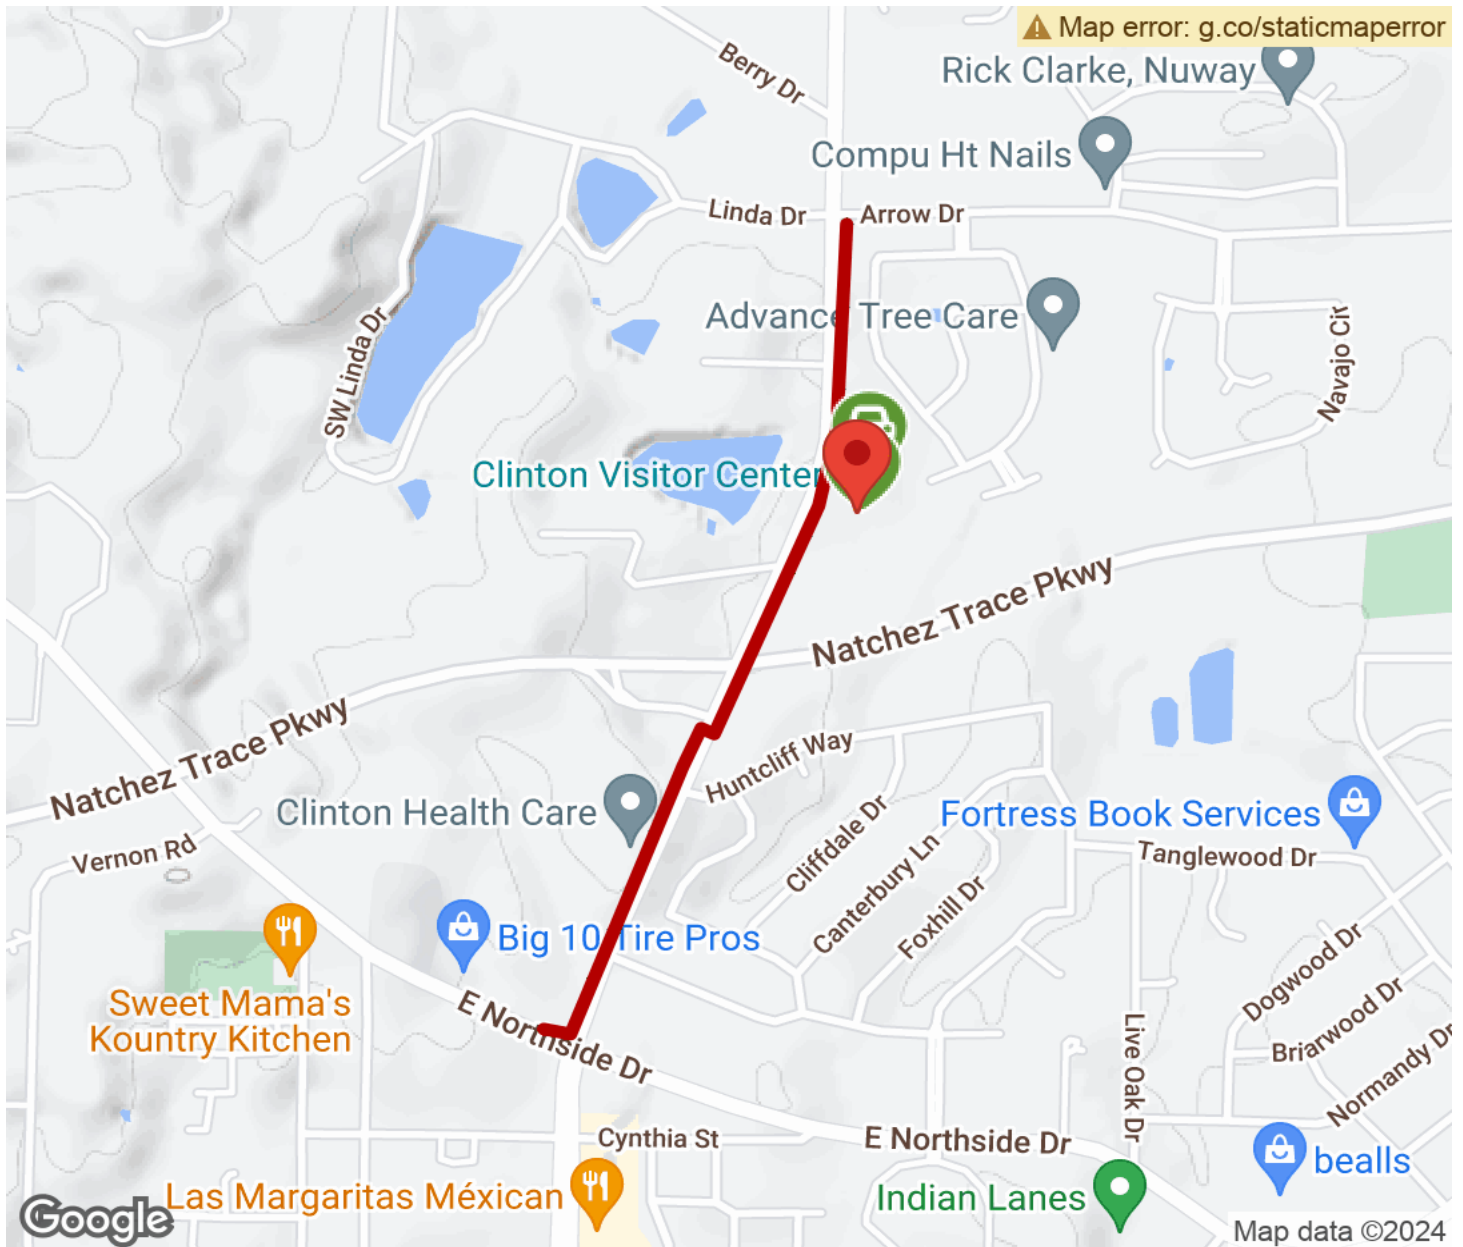 Map error: g.co/staticmaperror
Berry Dr
Rick Clarke, Nuway
Compu Ht Nails
Linda Dr
Arrow Dr
Advance Tree Care
SW Linda Dr
Navajo Cir
Clinton Visitor Center
Natchez Trace Pkwy
Natchez Trace Pkwy
Huntcliff Way
Clinton Health Care
Fortress Book Services
Vernon Rd
Cliffdale Dr
Canterbury Ln
Foxhill Dr
Tanglewood Dr
Big 10 Tire Pros
Sweet Mama's
Kountry Kitchen
E Northside Dr
Dogwood Dr
Briarwood Dr
Normandy Dr
Live Oak Dr
Cynthia St
E Northside Dr
bealls
Las Margaritas Méxican
Indian Lanes
Google
Map data ©2024